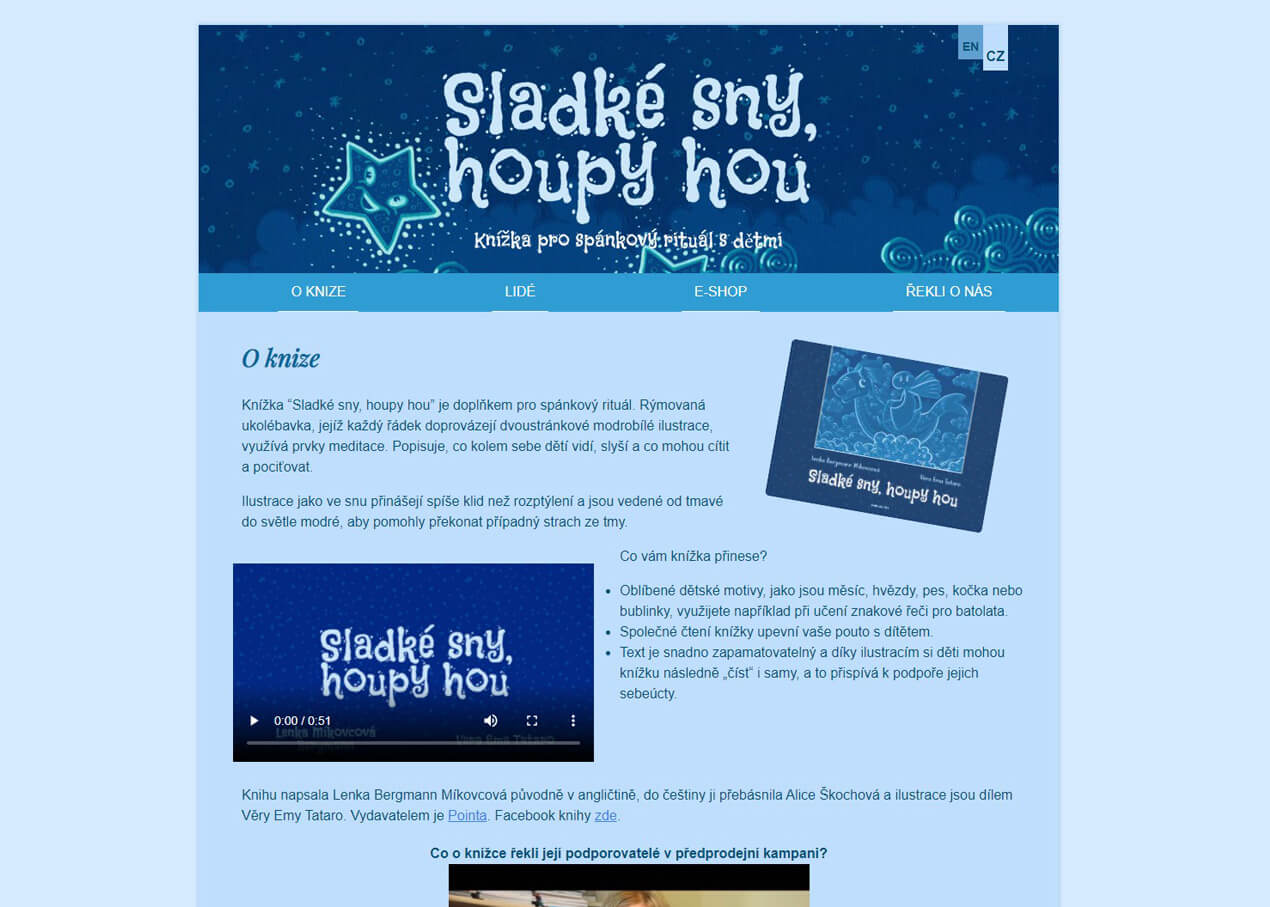 EN
CZ
Sladké sny,
houpy hou
Knížka pro spánkový rituál s dětmi
O KNIZE
LIDÉ
E-SHOP
ŘEKLI O NÁS
O knize
Knížka “Sladké sny, houpy hou” je doplňkem pro spánkový rituál. Rýmovaná
ukolébavka, jejíž každý řádek doprovázejí dvoustránkové modrobílé ilustrace,
využívá prvky meditace. Popisuje, co kolem sebe dětí vidí, slyší a co mohou cítit
a pociťovat.
Ilustrace jako ve snu přinášejí spíše klid než rozptýlení a jsou vedené od tmavé
do světle modré, aby pomohly překonat případný strach ze tmy.
Lenka Bergmann Míkovcová
Věra Ema Tataro
Sladké sny, houpy hou
Co vám knížka přinese?
Oblíbené dětské motivy, jako jsou měsíc, hvězdy, pes, kočka nebo
bublinky, využijete například při učení znakové řeči pro batolata.
Společné čtení knížky upevní vaše pouto s dítětem.
Text je snadno zapamatovatelný a díky ilustracím si děti mohou
knížku následně „číst“ i samy, a to přispívá k podpoře jejich
sebeúcty.
Sladké sny,
houpy hou
0:00 / 0:51
Lenka Míkovcová
Bergmann
Věra Ema Tataro
Knihu napsala Lenka Bergmann Míkovcová původně v angličtině, do češtiny ji přebásnila Alice Škochová a ilustrace jsou dílem
Věry Emy Tataro. Vydavatelem je Pointa. Facebook knihy zde.
Co o knížce řekli její podporovatelé v předprodejní kampani?